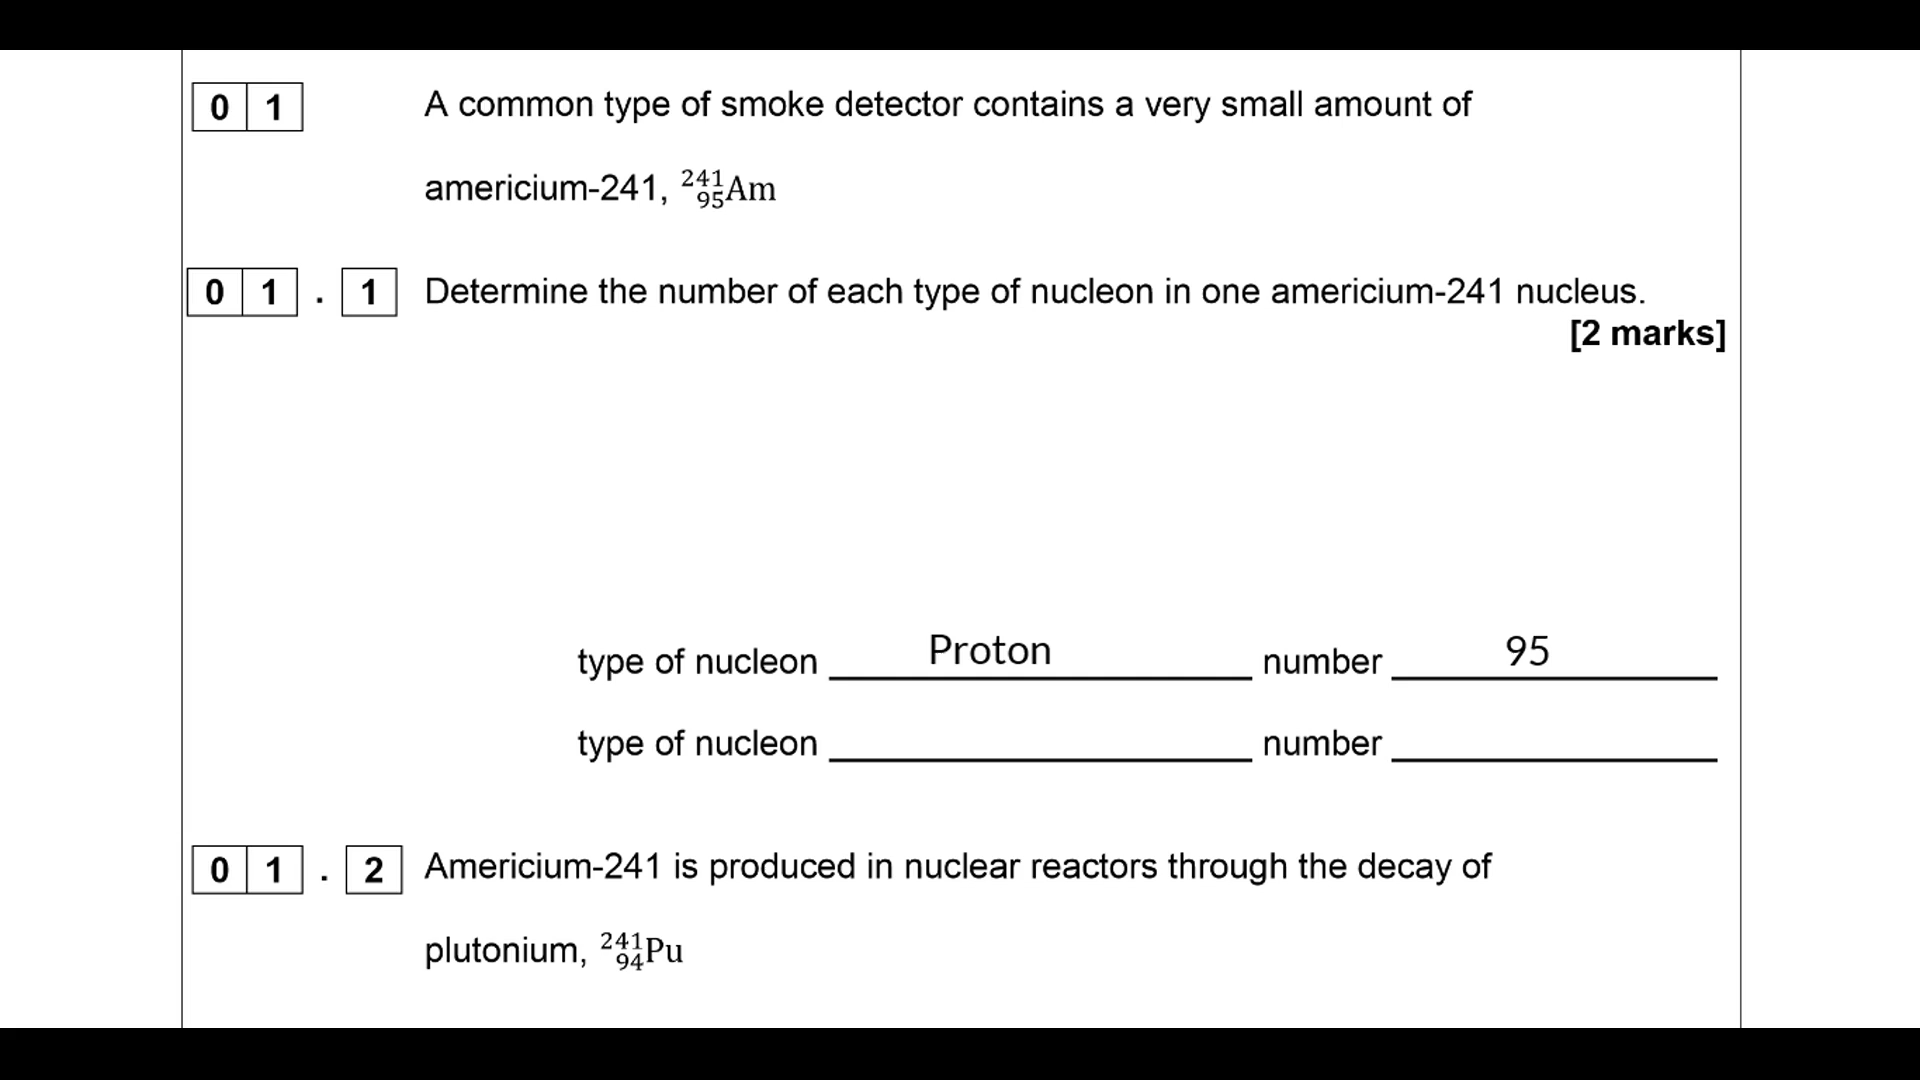 0 1 A common type of smoke detector contains a very small amount of
americium-241, ²⁴¹₉₅Am
0 1 . 1 Determine the number of each type of nucleon in one americium-241 nucleus.
[2 marks]
type of nucleon Proton number 95
type of nucleon number
0 1 . 2 Americium-241 is produced in nuclear reactors through the decay of
plutonium, ²⁴¹₉₄Pu